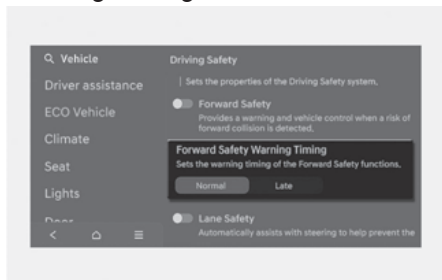 Vehicle
Driver assistance
ECO Vehicle
Climate
Seat
Lights
Door
Driving Safety
Sets the properties of the Driving Safety system.
Forward Safety
Provides a warning and vehicle control when a risk of
forward collision is detected.
Forward Safety Warning Timing
Sets the warning timing of the Forward Safety functions.
Normal Late
Lane Safety
Automatically assists with steering to help prevent the